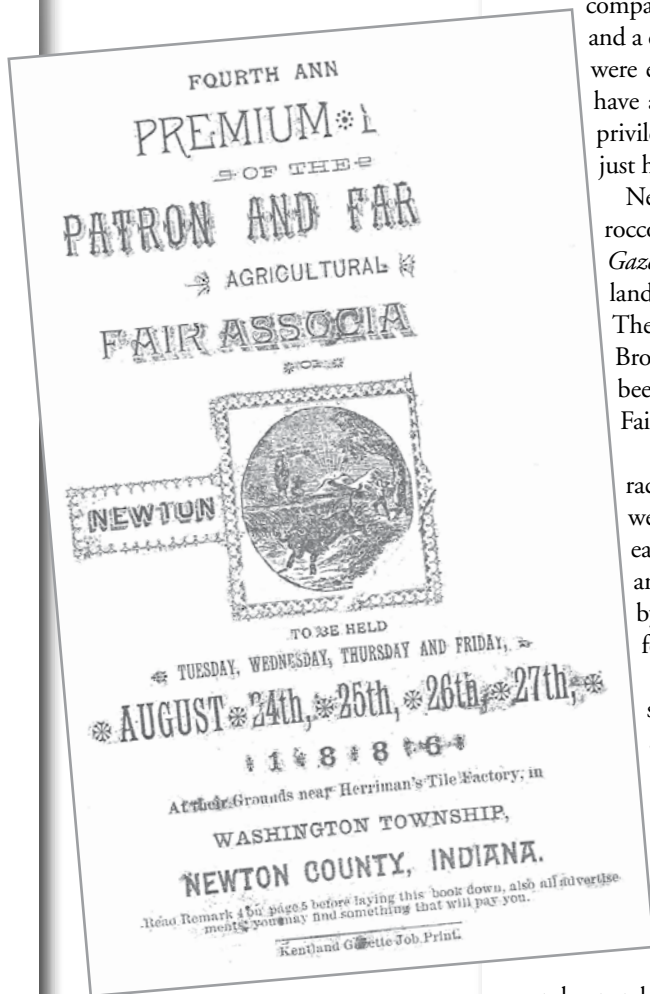 FOURTH ANN
PREMIUM L
OF THE
PATRON AND FAR
AGRICULTURAL
FAIR ASSOCIA
OF
NEWTON
TO BE HELD
TUESDAY, WEDNESDAY, THURSDAY AND FRIDAY,
AUGUST 24th, 25th, 26th, 27th,
1886
At their Grounds near Herriman's Tile Factory, in
WASHINGTON TOWNSHIP,
NEWTON COUNTY, INDIANA.
Read Remark 4 on page 5 before laying this book down, also all advertise-
ments, you may find something that will pay you.
Kentland Gazette Job Print.
compa
and a
were e
have a
privile
just h
Ne
rocco
Gaze
land
The
Bro
bee
Fai
rac
we
ea
an
by
f
s